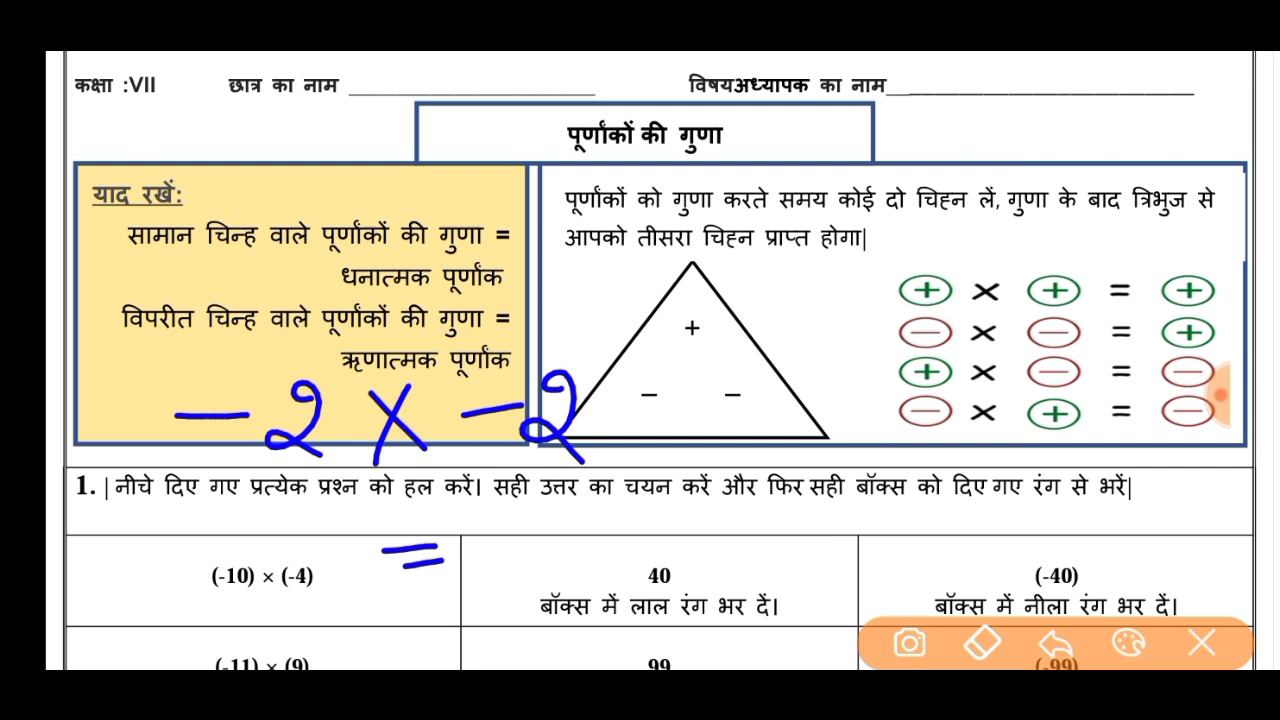 कक्षा :VII छात्र का नाम ____________________ विषयअध्यापक का नाम_________________________
पूर्णांकों की गुणा
याद रखें:
सामान चिन्ह वाले पूर्णांकों की गुणा =
धनात्मक पूर्णांक
विपरीत चिन्ह वाले पूर्णांकों की गुणा =
ऋणात्मक पूर्णांक
पूर्णांकों को गुणा करते समय कोई दो चिह्न लें, गुणा के बाद त्रिभुज से
आपको तीसरा चिह्न प्राप्त होगा|
+
− −
+ × + = +
− × − = +
+ × − = −
− × + = −
− 2 × − 2
=
1. | नीचे दिए गए प्रत्येक प्रश्न को हल करें। सही उत्तर का चयन करें और फिर सही बॉक्स को दिए गए रंग से भरें|
(-10) × (-4)
40
बॉक्स में लाल रंग भर दें।
(-40)
बॉक्स में नीला रंग भर दें।
(-11) × (9)
99
(-99)